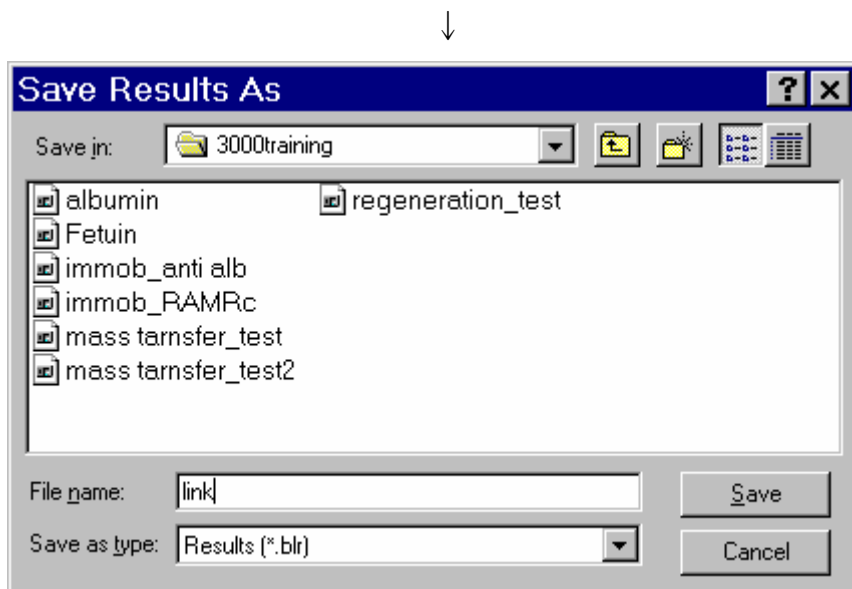 ↓
Save Results As
Save in: 3000training
albumin
regeneration_test
Fetuin
immob_anti alb
immob_RAMRc
mass tarnsfer_test
mass tarnsfer_test2
File name: link
Save
Save as type: Results (*.blr)
Cancel